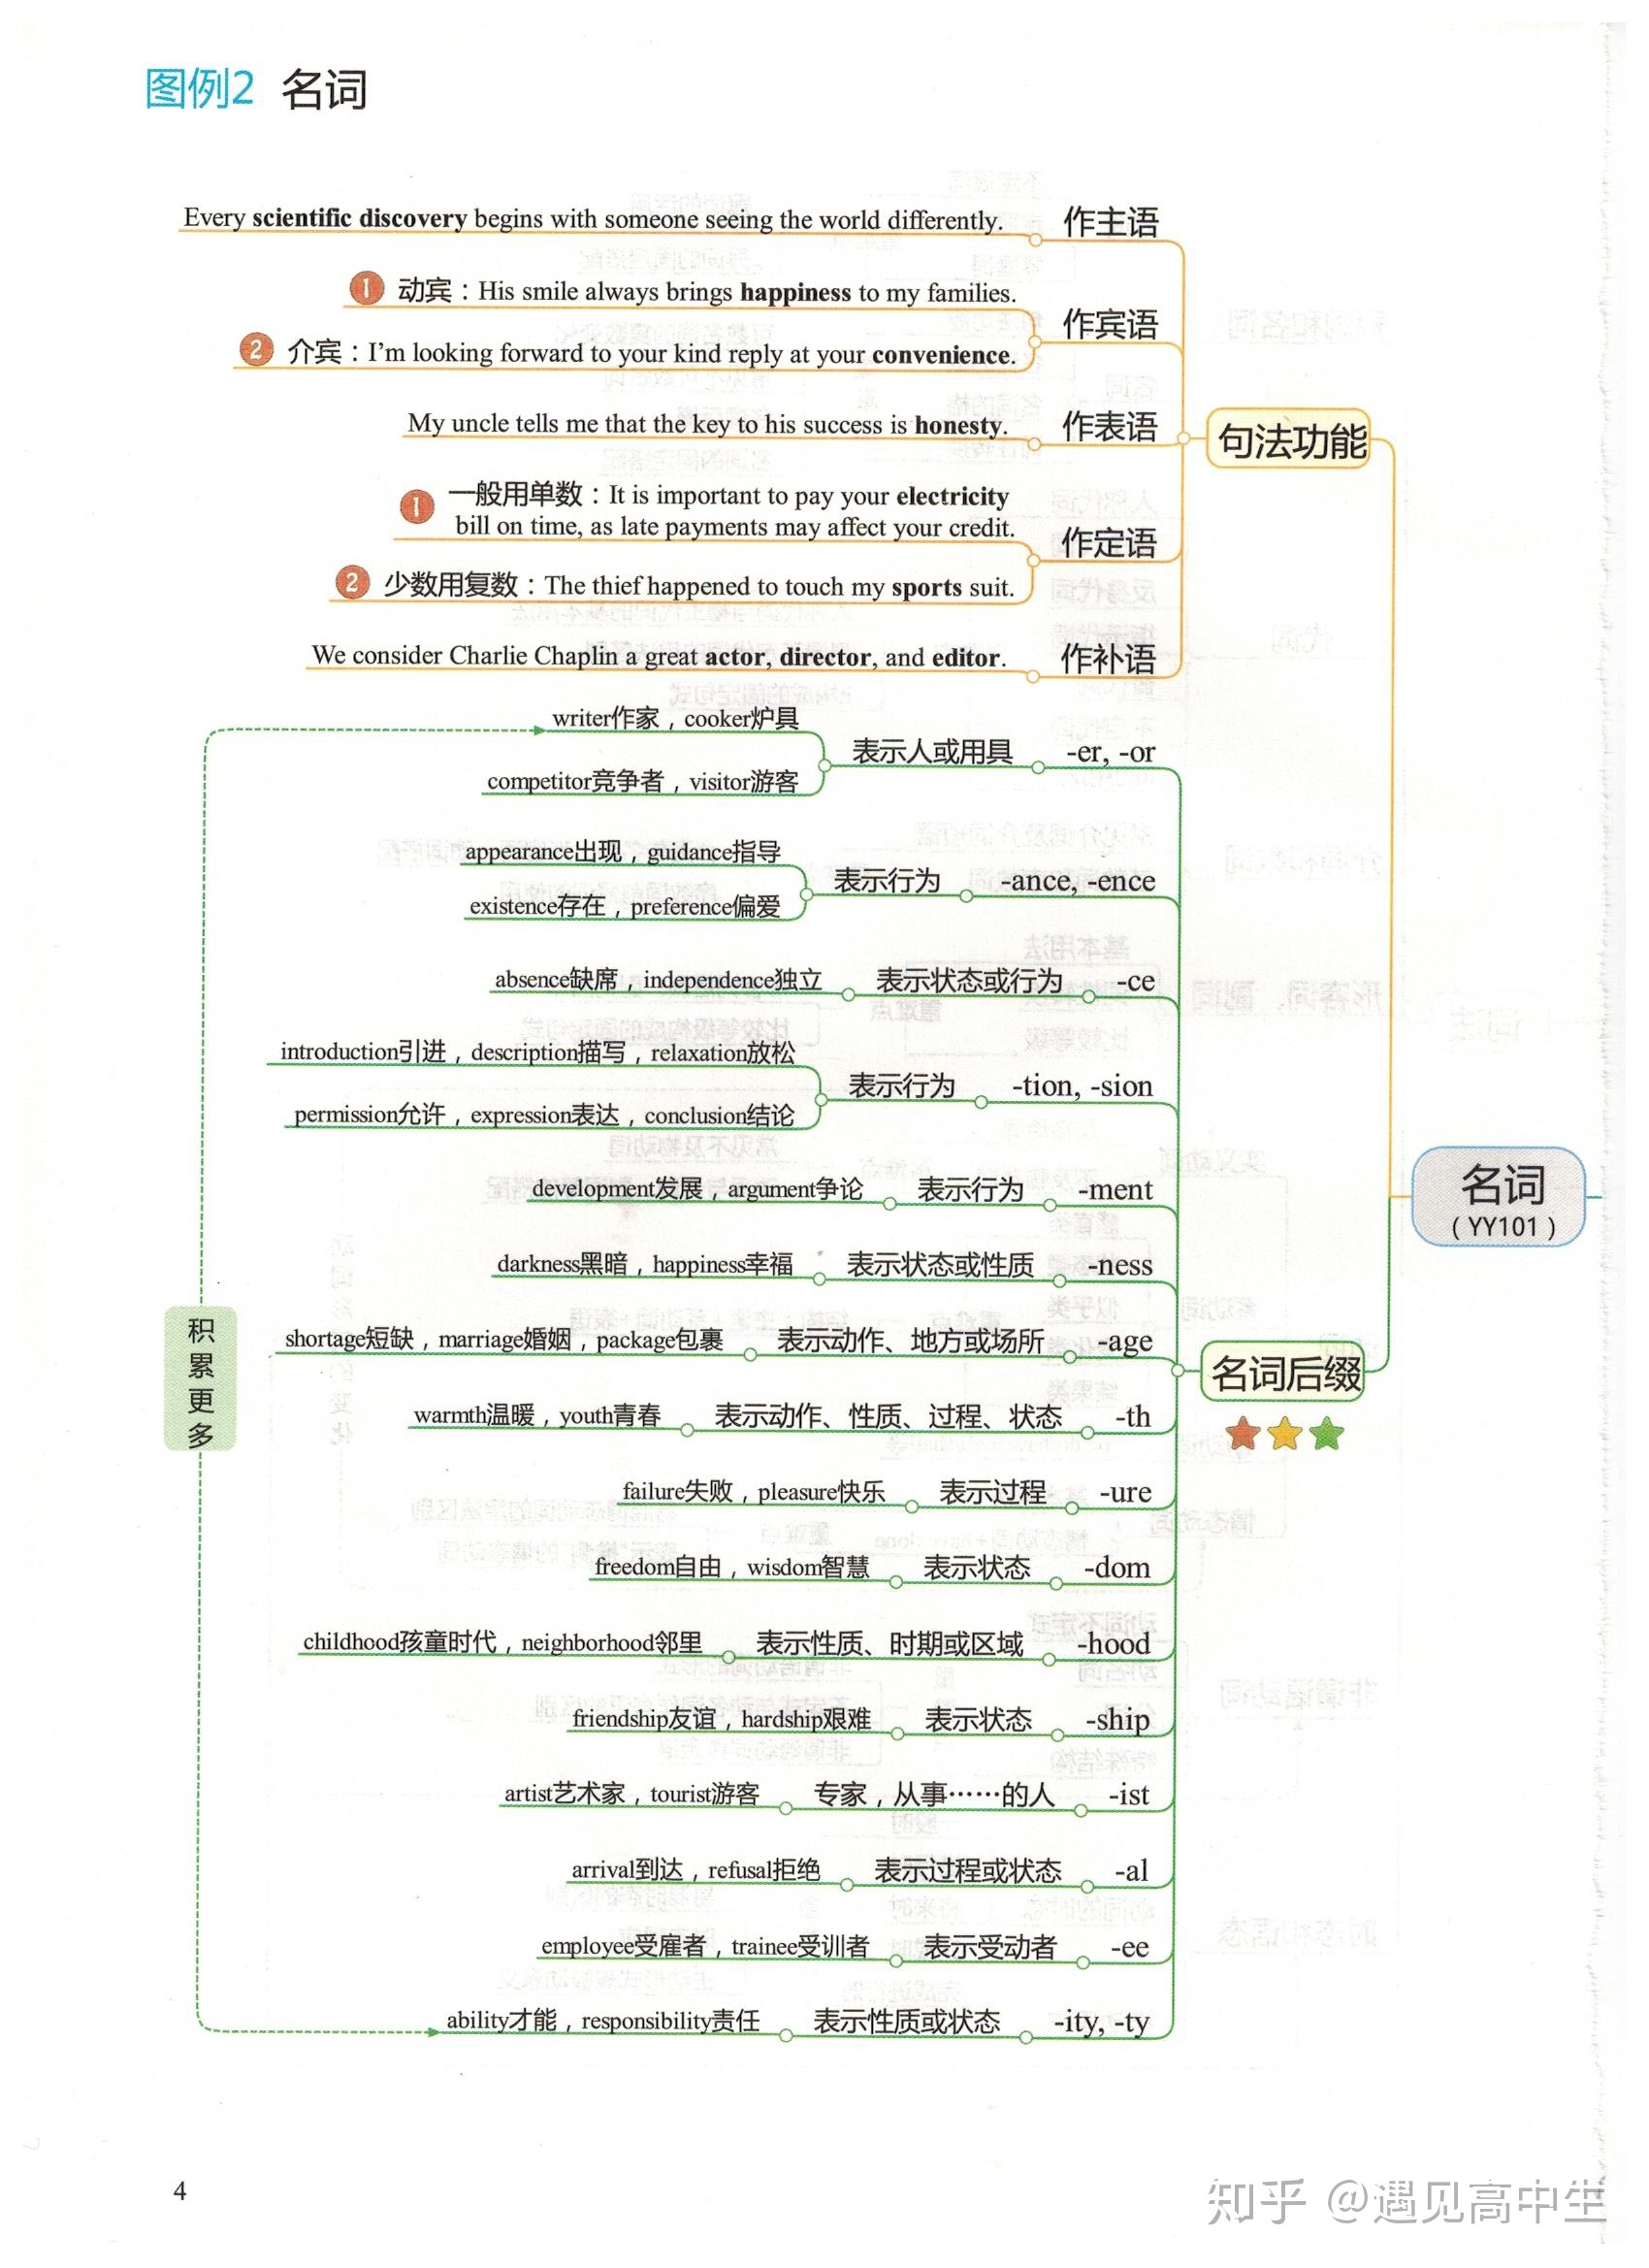 图例2 名词
Every scientific discovery begins with someone seeing the world differently. 作主语
1 动宾：His smile always brings happiness to my families.
作宾语
2 介宾：I'm looking forward to your kind reply at your convenience.
My uncle tells me that the key to his success is honesty. 作表语
句法功能
1 一般用单数：It is important to pay your electricity
bill on time, as late payments may affect your credit.
作定语
2 少数用复数：The thief happened to touch my sports suit.
We consider Charlie Chaplin a great actor, director, and editor. 作补语
writer作家，cooker炉具
表示人或用具 -er, -or
competitor竞争者，visitor游客
appearance出现，guidance指导
表示行为 -ance, -ence
existence存在，preference偏爱
absence缺席，independence独立 表示状态或行为 -ce
introduction引进，description描写，relaxation放松
表示行为 -tion, -sion
permission允许，expression表达，conclusion结论
development发展，argument争论 表示行为 -ment
名词
（YY101）
darkness黑暗，happiness幸福 表示状态或性质 -ness
shortage短缺，marriage婚姻，package包裹 表示动作、地方或场所 -age
名词后缀
积累更多
warmth温暖，youth青春 表示动作、性质、过程、状态 -th
failure失败，pleasure快乐 表示过程 -ure
freedom自由，wisdom智慧 表示状态 -dom
childhood孩童时代，neighborhood邻里 表示性质、时期或区域 -hood
friendship友谊，hardship艰难 表示状态 -ship
artist艺术家，tourist游客 专家，从事……的人 -ist
arrival到达，refusal拒绝 表示过程或状态 -al
employee受雇者，trainee受训者 表示受动者 -ee
ability才能，responsibility责任 表示性质或状态 -ity, -ty
4
知乎 @遇见高中生